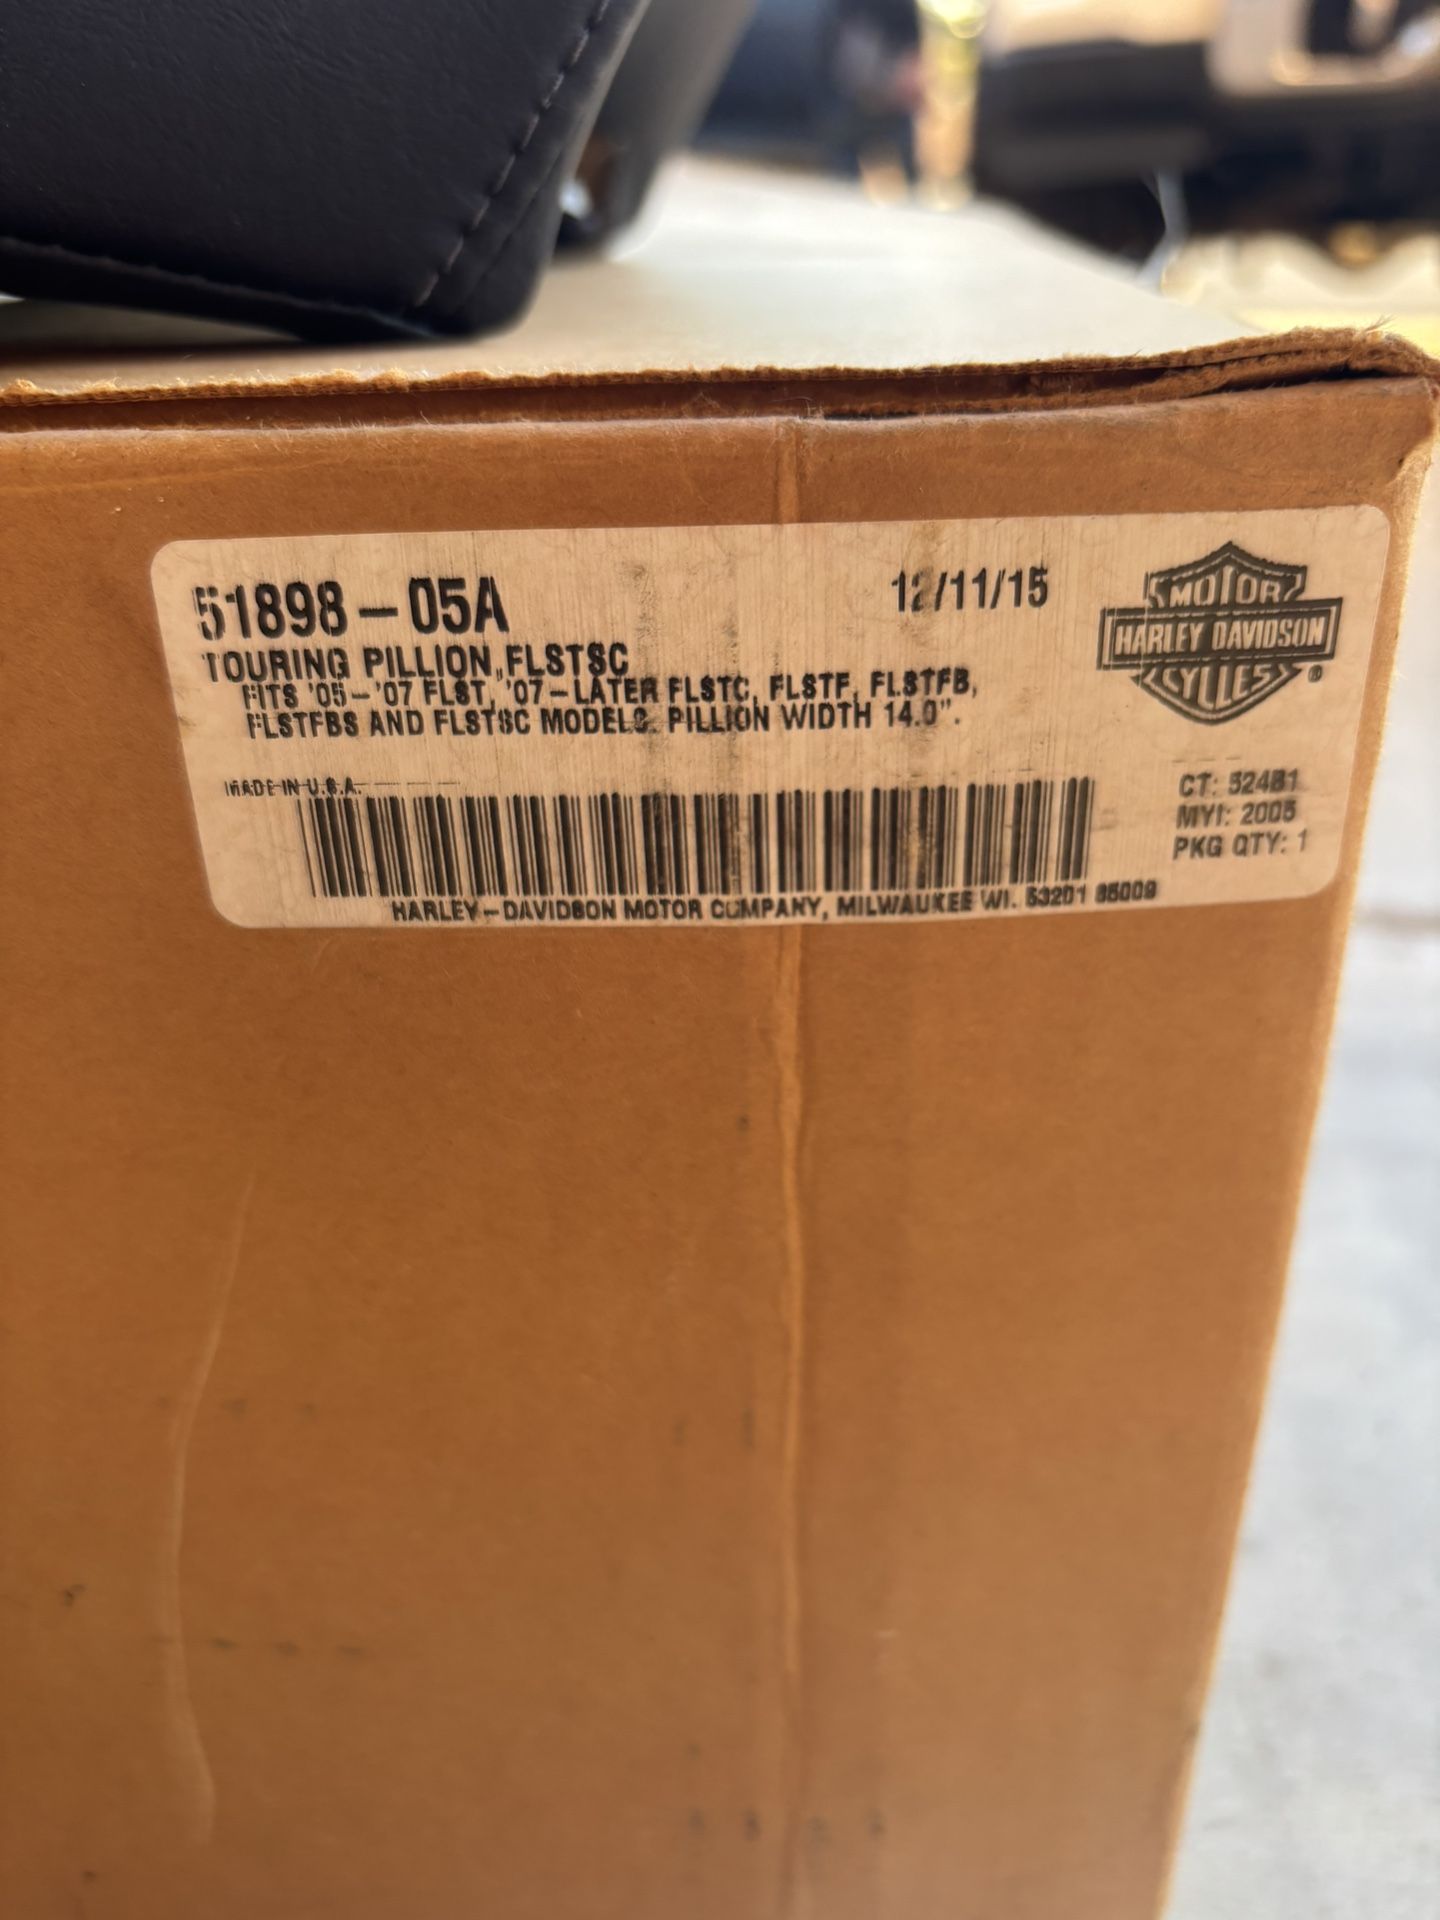 51898-05A 12/11/15
TOURING PILLION, FLSTSC
FITS '05-'07 FLST, '07-LATER FLSTC, FLSTF, FLSTFB,
FLSTFBS AND FLSTSC MODELS. PILLION WIDTH 14.0".
MOTOR
HARLEY DAVIDSON
CYCLES ®
MADE IN U.S.A.
CT: 52481
MYI: 2005
PKG QTY: 1
HARLEY-DAVIDSON MOTOR COMPANY, MILWAUKEE WI. 53201 85009